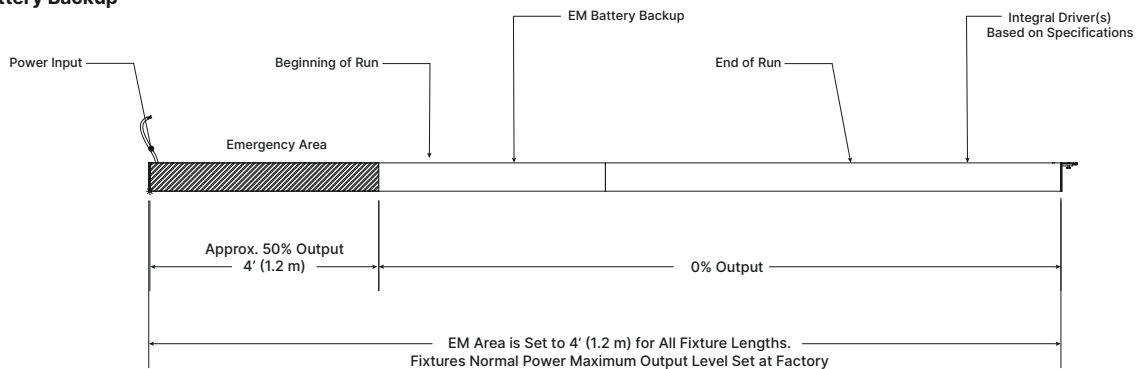 ttery Backup
EM Battery Backup
Integral Driver(s)
Based on Specifications
Power Input
Beginning of Run
End of Run
Emergency Area
Approx. 50% Output
4’ (1.2 m)
0% Output
EM Area is Set to 4’ (1.2 m) for All Fixture Lengths.
Fixtures Normal Power Maximum Output Level Set at Factory